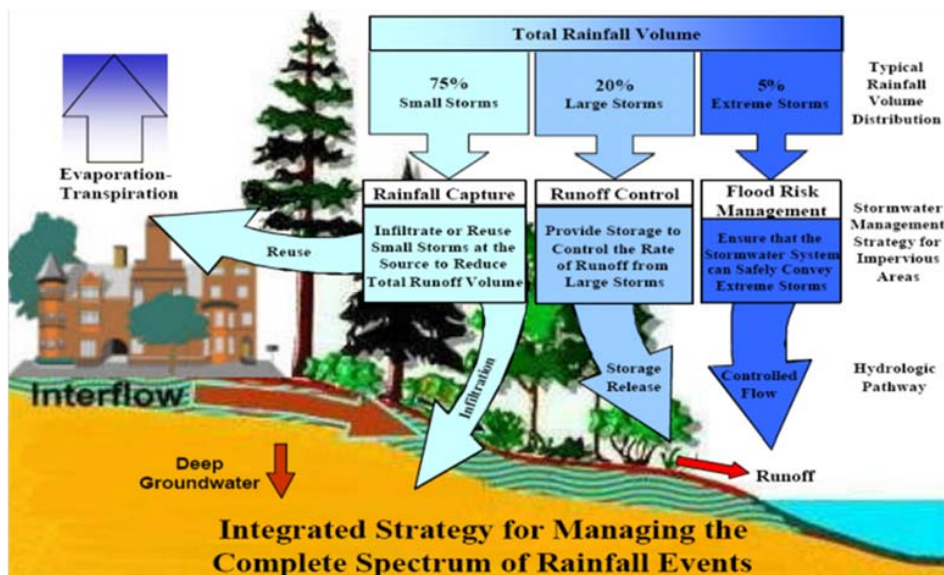 Total Rainfall Volume
75%
Small Storms
20%
Large Storms
5%
Extreme Storms
Typical
Rainfall
Volume
Distribution
Evaporation-
Transpiration
Rainfall Capture
Infiltrate or Reuse
Small Storms at the
Source to Reduce
Total Runoff Volume
Runoff Control
Provide Storage to
Control the Rate
of Runoff from
Large Storms
Flood Risk
Management
Ensure that the
Stormwater System
can Safely Convey
Extreme Storms
Stormwater
Management
Strategy for
Impervious
Areas
Reuse
Infiltration
Storage
Release
Controlled
Flow
Hydrologic
Pathway
Interflow
Deep
Groundwater
Runoff
Integrated Strategy for Managing the
Complete Spectrum of Rainfall Events